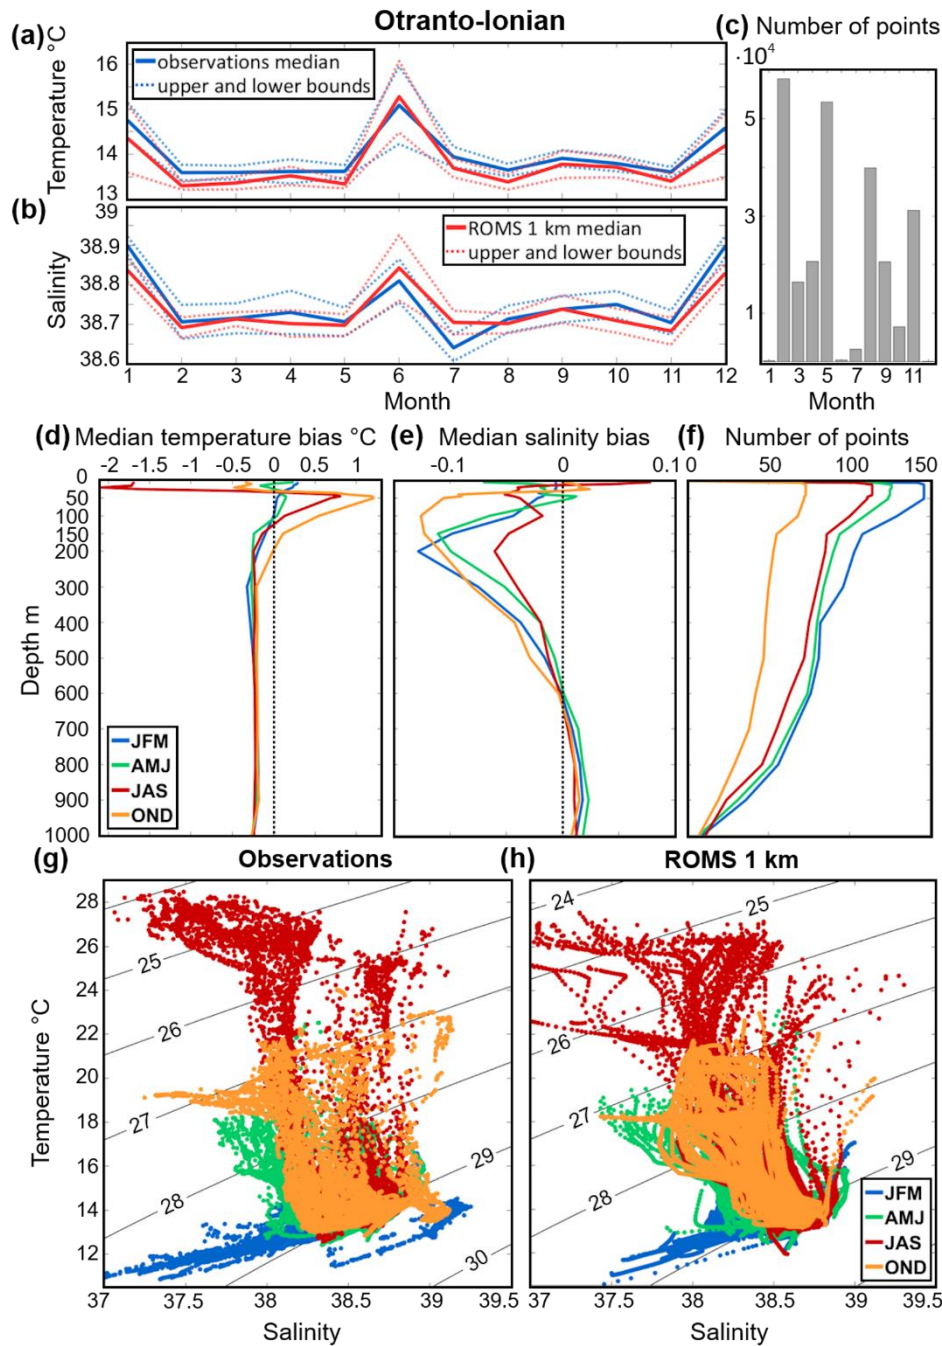 Otranto-Ionian
(a)
(c) Number of points
·10⁴
Temperature °C
16
15
14
13
observations median
upper and lower bounds
5
3
1
1 3 5 7 9 11
Month
(b)
Salinity
39
38.9
38.7
38.6
ROMS 1 km median
upper and lower bounds
1 2 3 4 5 6 7 8 9 10 11 12
Month
(d) Median temperature bias °C
-2 -1.5 -1 -0.5 0 0.5 1
(e) Median salinity bias
-0.1 0 0.1
(f) Number of points
0 50 100 150
Depth m
0
50
100
150
200
300
400
500
600
700
800
900
1000
JFM
AMJ
JAS
OND
(g) Observations
Temperature °C
28
26
24
22
20
18
16
14
12
25
26
27
28
29
30
37 37.5 38 38.5 39 39.5
Salinity
(h) ROMS 1 km
24
25
26
27
28
29
JFM
AMJ
JAS
OND
37 37.5 38 38.5 39 39.5
Salinity